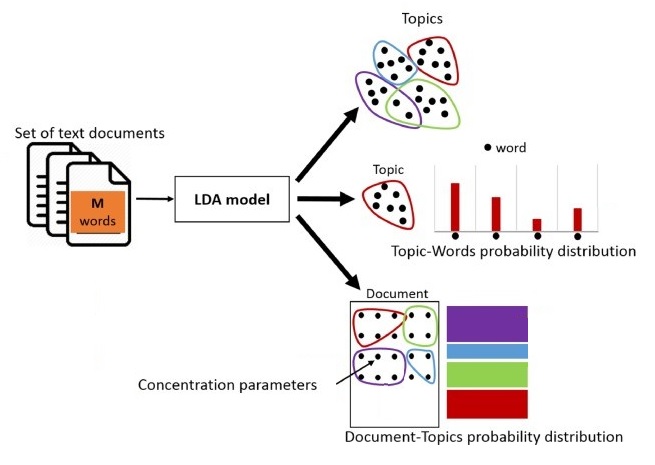 Topics
Set of text documents
M
words
LDA model
word
Topic
Topic-Words probability distribution
Document
Concentration parameters
Document-Topics probability distribution